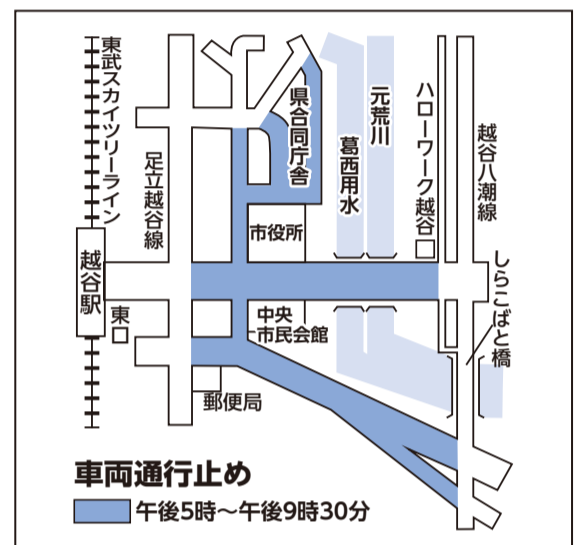 東武スカイツリーライン
足立越谷線
県合同庁舎
葛西用水
元荒川
ハローワーク越谷
越谷八潮線
市役所
越谷駅
東口
中央
市民会館
しらこばと橋
郵便局
車両通行止め
午後5時～午後9時30分